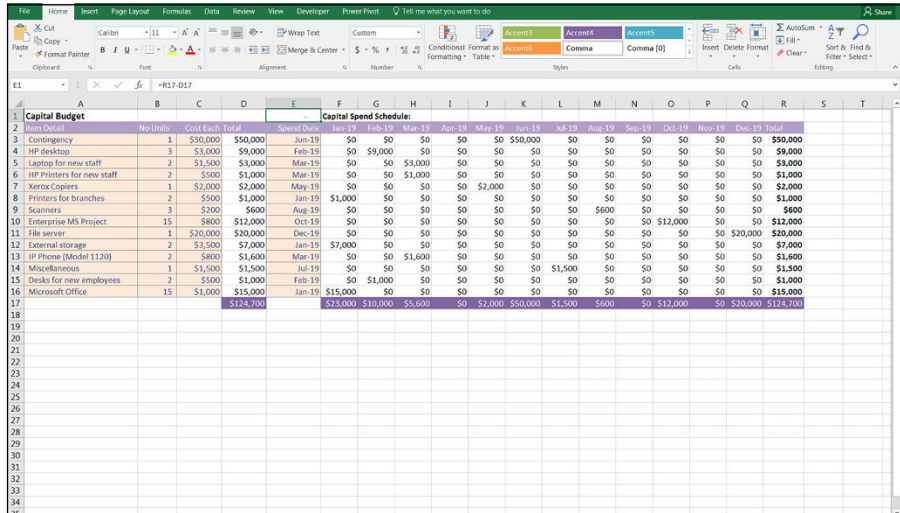 File Home Insert Page Layout Formulas Data Review View Developer Power Pivot Tell me what you want to do Share
Cut Calibri 11 A A Wrap Text Custom Accent3 Accent4 Accent5 AutoSum
Paste Copy Fill
Format Painter B I U A Merge & Center $ % Conditional Formatting Format as Table Accent6 Comma Comma [0] Insert Delete Format Clear Sort & Filter Find & Select
Clipboard Font Alignment Number Styles Cells Editing
E1 fx =R17-D17
A B C D E F G H I J K L M N O P Q R S T
1 Capital Budget - Capital Spend Schedule:
2 Item Detail No Units Cost Each Total Spend Date Jan-19 Feb-19 Mar-19 Apr-19 May-19 Jun-19 Jul-19 Aug-19 Sep-19 Oct-19 Nov-19 Dec-19 Total
3 Contingency 1 $50,000 $50,000 Jun-19 $0 $0 $0 $0 $0 $50,000 $0 $0 $0 $0 $0 $0 $50,000
4 HP desktop 3 $3,000 $9,000 Feb-19 $0 $9,000 $0 $0 $0 $0 $0 $0 $0 $0 $0 $0 $9,000
5 Laptop for new staff 2 $1,500 $3,000 Mar-19 $0 $0 $3,000 $0 $0 $0 $0 $0 $0 $0 $0 $0 $3,000
6 HP Printers for new staff 2 $500 $1,000 Mar-19 $0 $0 $1,000 $0 $0 $0 $0 $0 $0 $0 $0 $0 $1,000
7 Xerox Copiers 1 $2,000 $2,000 May-19 $0 $0 $0 $0 $2,000 $0 $0 $0 $0 $0 $0 $0 $2,000
8 Printers for branches 2 $500 $1,000 Jan-19 $1,000 $0 $0 $0 $0 $0 $0 $0 $0 $0 $0 $0 $1,000
9 Scanners 3 $200 $600 Aug-19 $0 $0 $0 $0 $0 $0 $0 $600 $0 $0 $0 $0 $600
10 Enterprise MS Project 15 $800 $12,000 Oct-19 $0 $0 $0 $0 $0 $0 $0 $0 $0 $12,000 $0 $0 $12,000
11 File server 1 $20,000 $20,000 Dec-19 $0 $0 $0 $0 $0 $0 $0 $0 $0 $0 $0 $20,000 $20,000
12 External storage 2 $3,500 $7,000 Jan-19 $7,000 $0 $0 $0 $0 $0 $0 $0 $0 $0 $0 $0 $7,000
13 IP Phone (Model 1120) 2 $800 $1,600 Mar-19 $0 $0 $1,600 $0 $0 $0 $0 $0 $0 $0 $0 $0 $1,600
14 Miscellaneous 1 $1,500 $1,500 Jul-19 $0 $0 $0 $0 $0 $0 $1,500 $0 $0 $0 $0 $0 $1,500
15 Desks for new employees 2 $500 $1,000 Feb-19 $0 $1,000 $0 $0 $0 $0 $0 $0 $0 $0 $0 $0 $1,000
16 Microsoft Office 15 $1,000 $15,000 Jan-19 $15,000 $0 $0 $0 $0 $0 $0 $0 $0 $0 $0 $0 $15,000
17 $124,700 $23,000 $10,000 $5,600 $0 $2,000 $50,000 $1,500 $600 $0 $12,000 $0 $20,000 $124,700
18
19
20
21
22
23
24
25
26
27
28
29
30
31
32
33
34